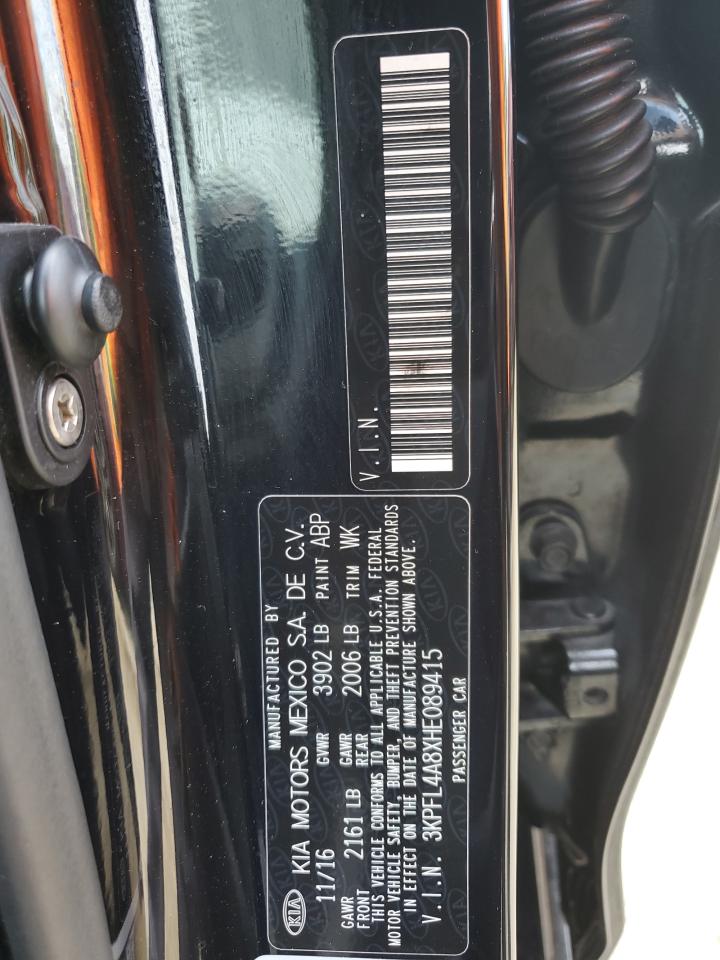 MANUFACTURED BY
KIA KIA MOTORS MEXICO S.A. DE C.V.
11/16 GVWR 3902 LB PAINT ABP
GAWR FRONT 2161 LB GAWR REAR 2006 LB TRIM WK
THIS VEHICLE CONFORMS TO ALL APPLICABLE U.S.A. FEDERAL
MOTOR VEHICLE SAFETY, BUMPER, AND THEFT PREVENTION STANDARDS
IN EFFECT ON THE DATE OF MANUFACTURE SHOWN ABOVE.
V.I.N. 3KPFL4A8XHE089415
PASSENGER CAR
V.I.N.